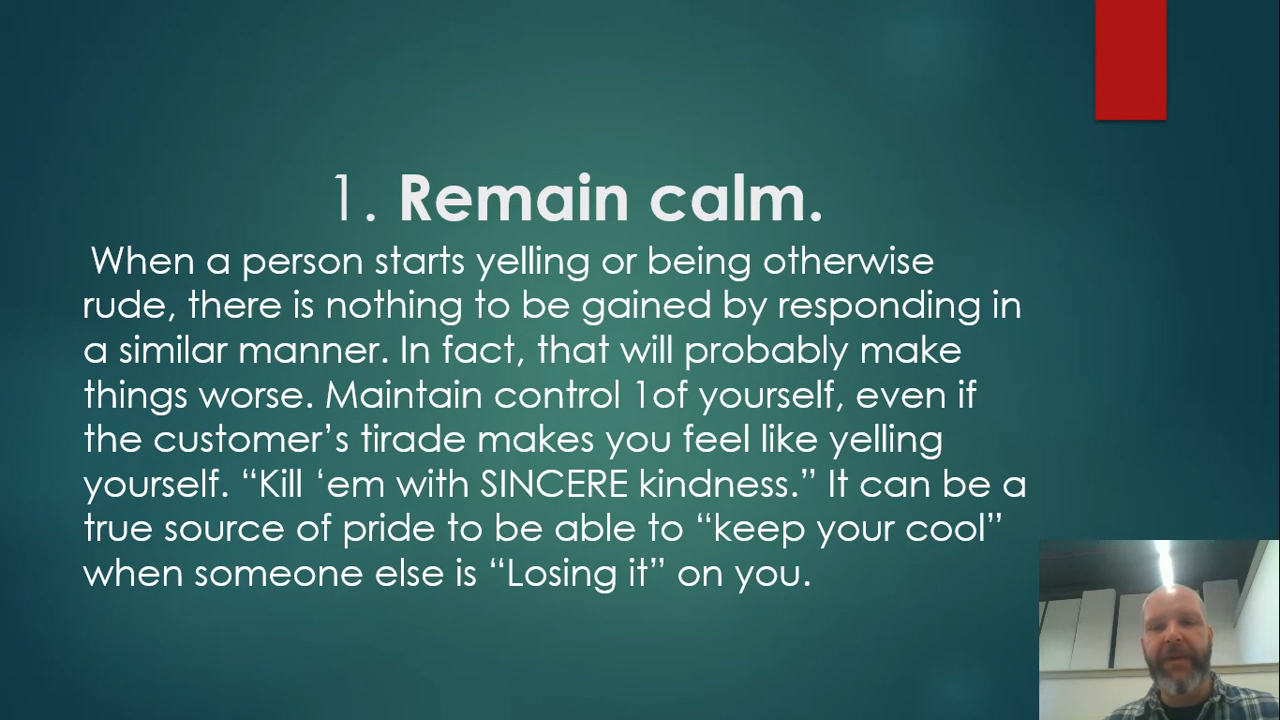 1. Remain calm.
When a person starts yelling or being otherwise
rude, there is nothing to be gained by responding in
a similar manner. In fact, that will probably make
things worse. Maintain control 1of yourself, even if
the customer’s tirade makes you feel like yelling
yourself. “Kill ‘em with SINCERE kindness.” It can be a
true source of pride to be able to “keep your cool”
when someone else is “Losing it” on you.